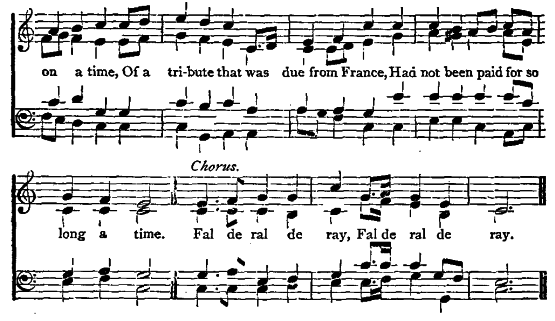 on a time, Of a tri-bute that was due from France, Had not been paid for so
Chorus.
long a time. Fal de ral de ray, Fal de ral de ray.